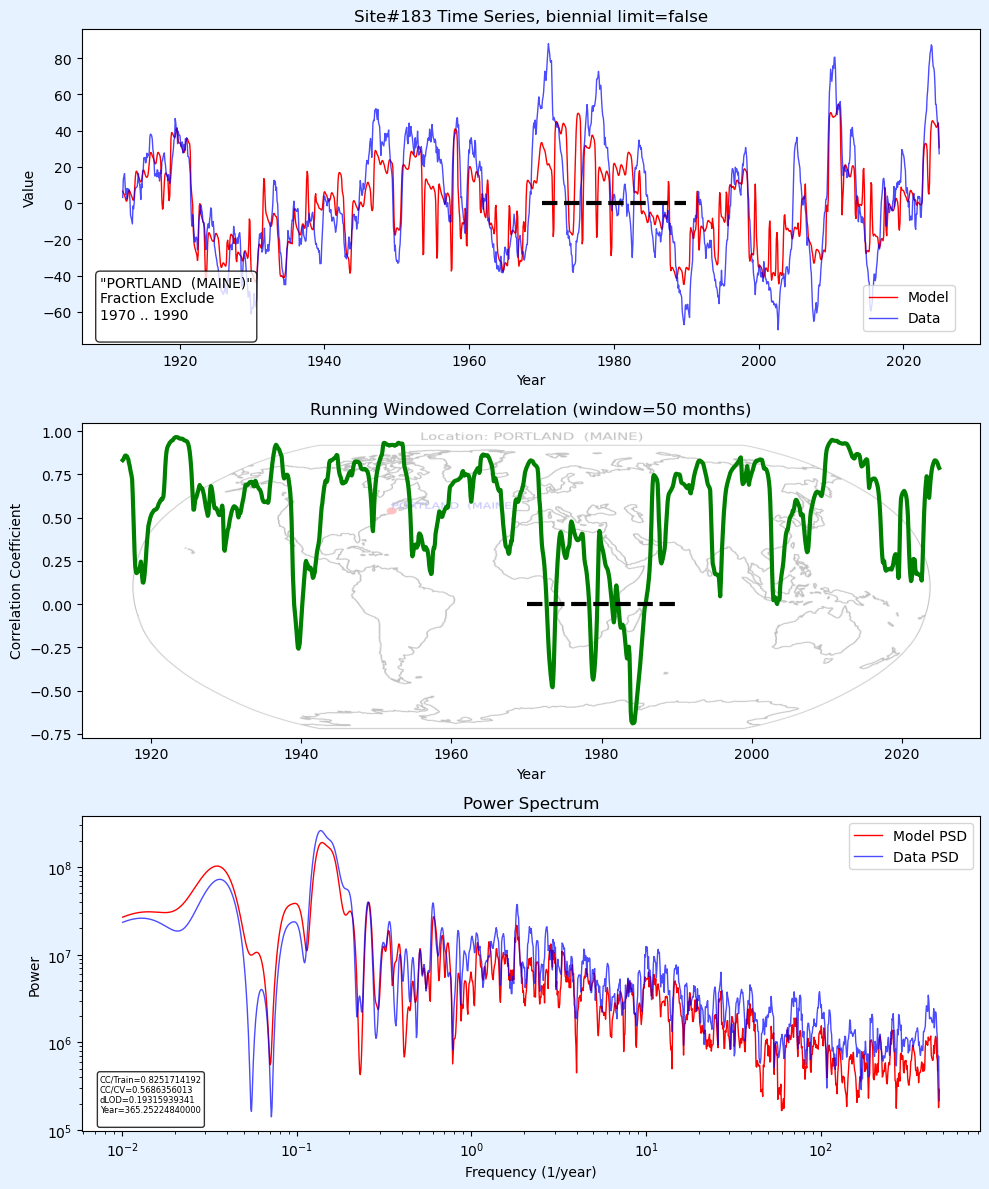 Site#183 Time Series, biennial limit=false
80
60
40
20
0
−20
−40
−60
Value
"PORTLAND  (MAINE)"
Fraction Exclude
1970 .. 1990
Model
Data
1920
1940
1960
1980
2000
2020
Year
Running Windowed Correlation (window=50 months)
Location: PORTLAND  (MAINE)
PORTLAND  (MAINE)
1.00
0.75
0.50
0.25
0.00
−0.25
−0.50
−0.75
Correlation Coefficient
1920
1940
1960
1980
2000
2020
Year
Power Spectrum
Model PSD
Data PSD
10⁸
10⁷
10⁶
10⁵
Power
CC/Train=0.8251714192
CC/CV=0.5686356013
dLOD=0.19315939341
Year=365.25224840000
10⁻²
10⁻¹
10⁰
10¹
10²
Frequency (1/year)